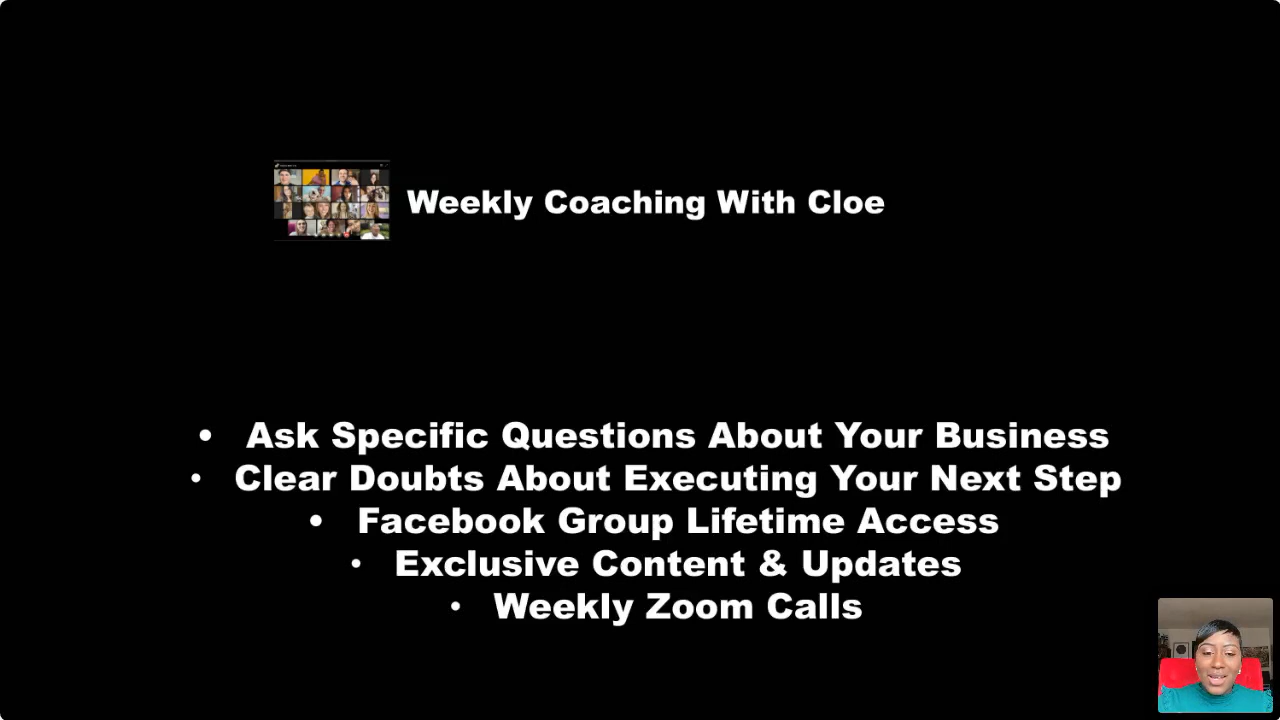 Weekly Coaching With Cloe
• Ask Specific Questions About Your Business
• Clear Doubts About Executing Your Next Step
• Facebook Group Lifetime Access
• Exclusive Content & Updates
• Weekly Zoom Calls